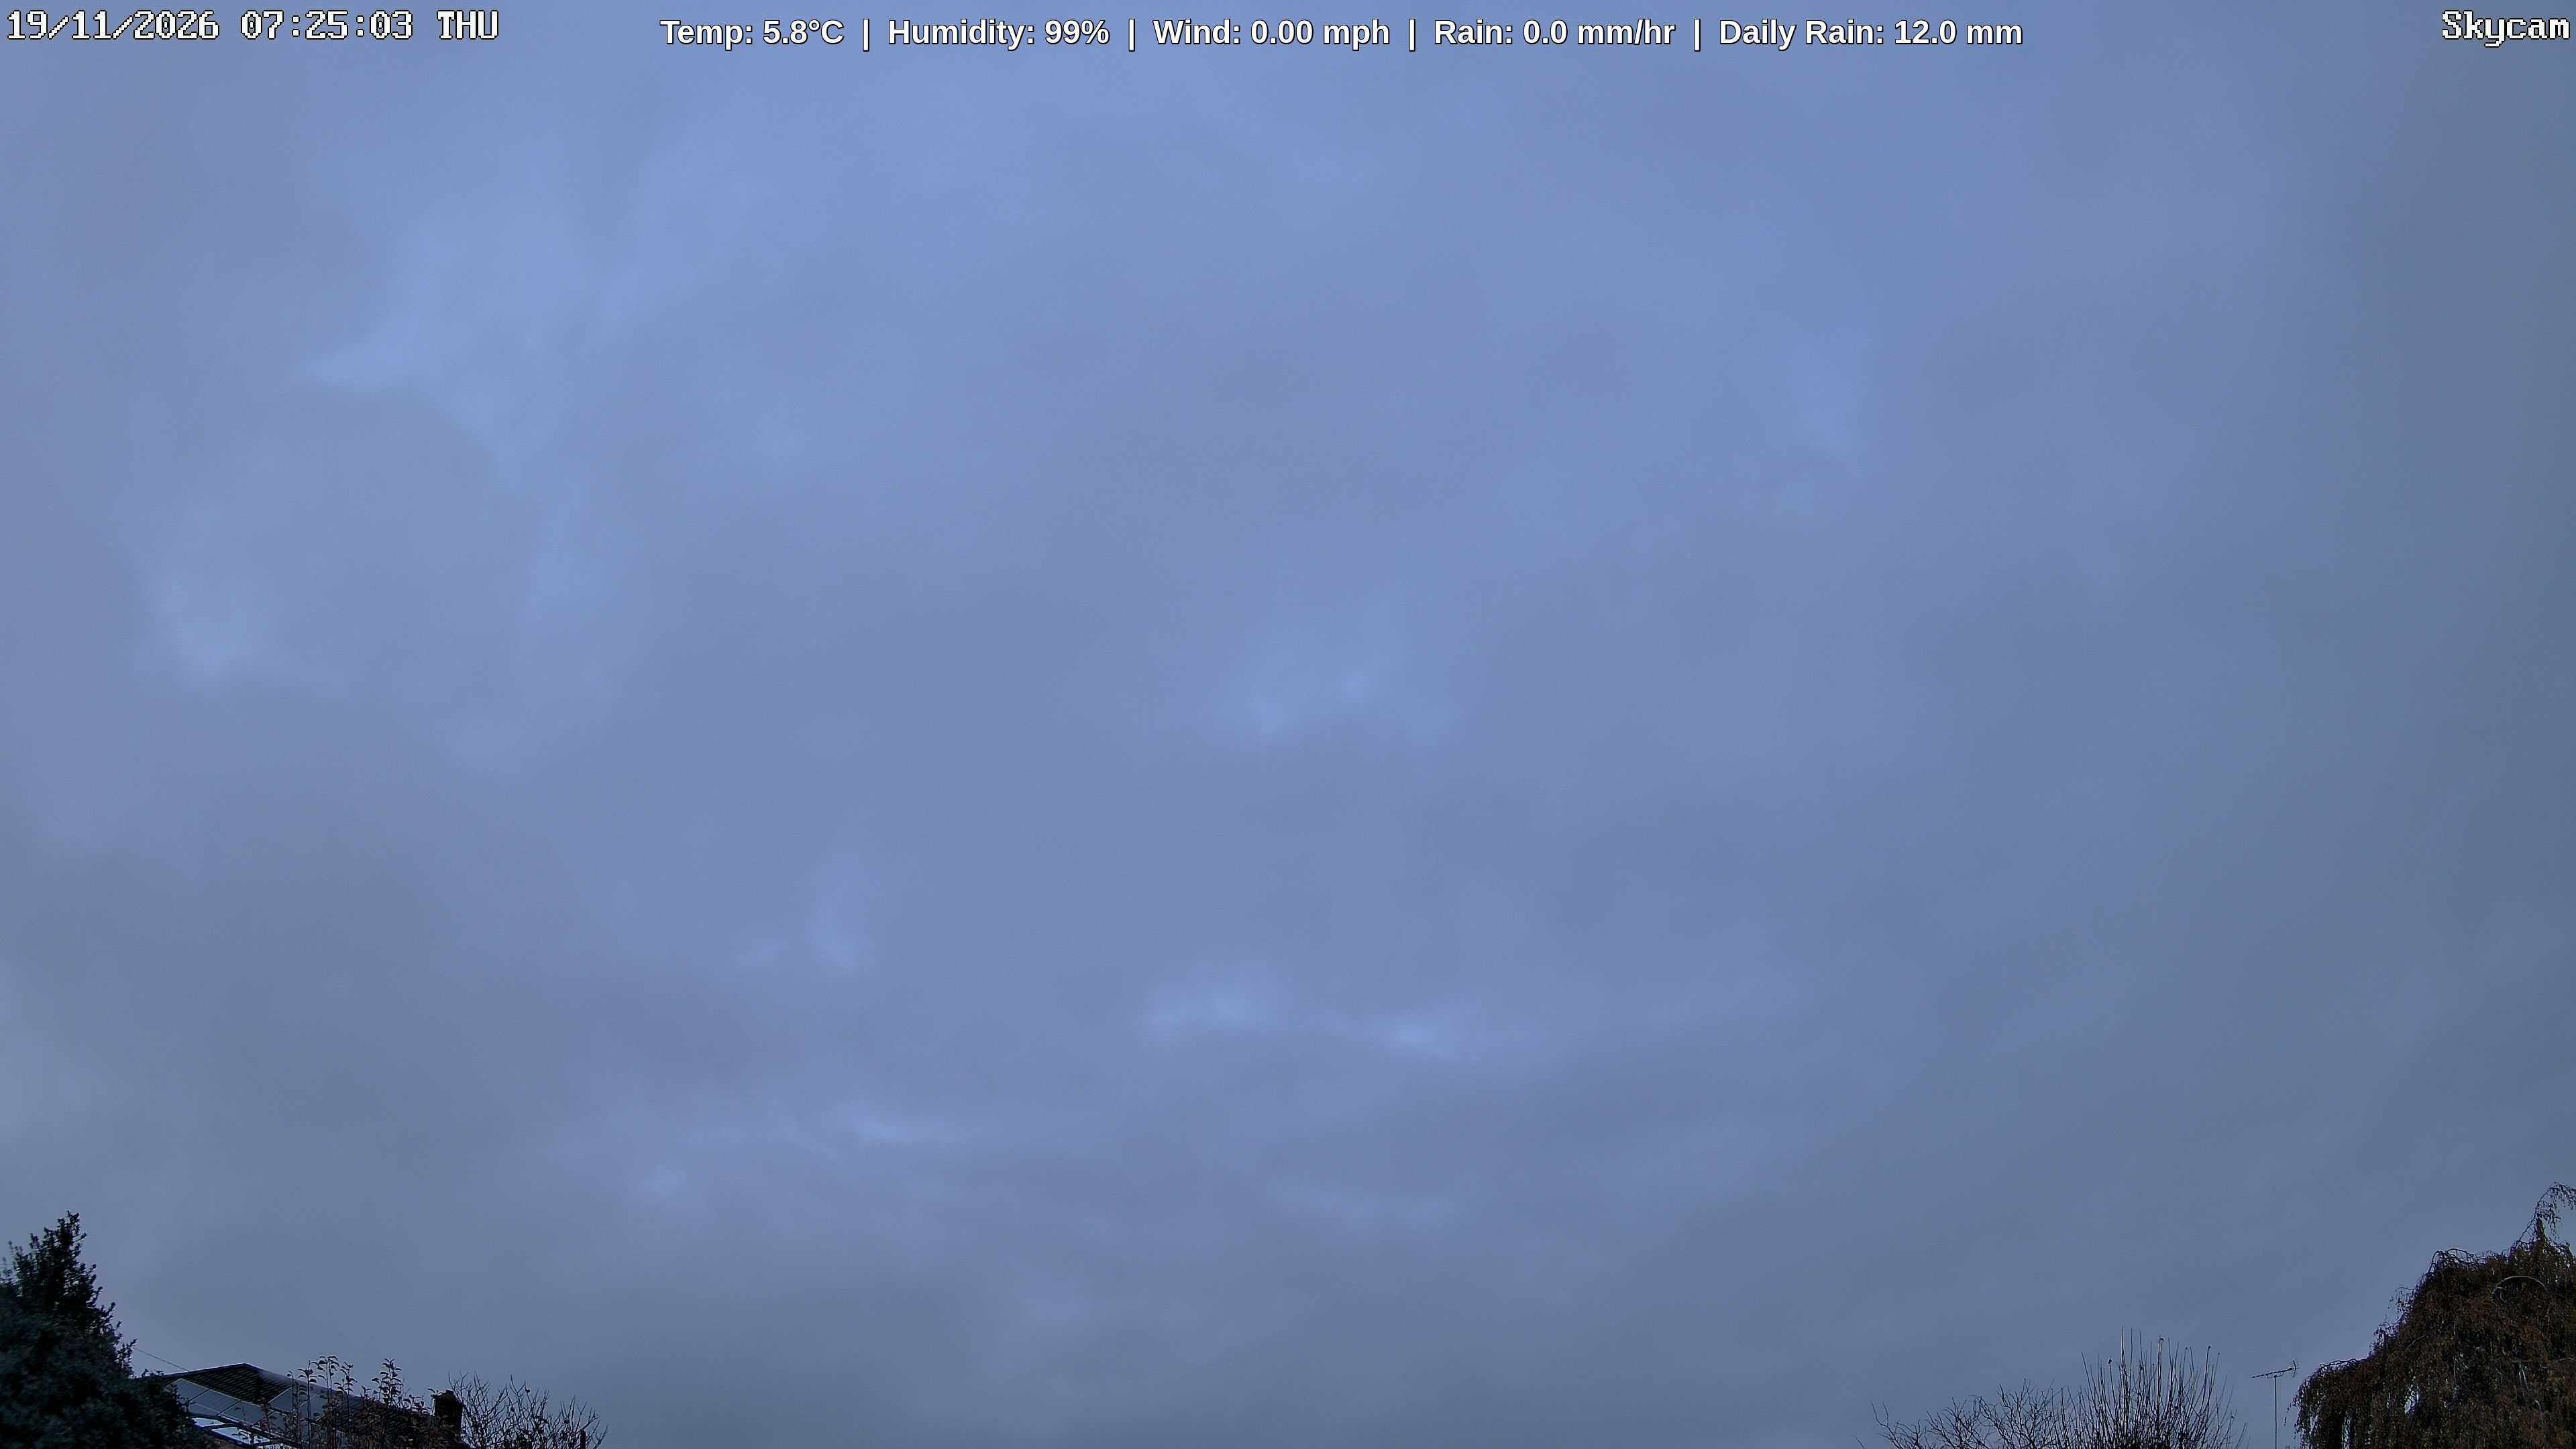 19/11/2026 07:25:03 THU
Temp: 5.8°C | Humidity: 99% | Wind: 0.00 mph | Rain: 0.0 mm/hr | Daily Rain: 12.0 mm
Skycam